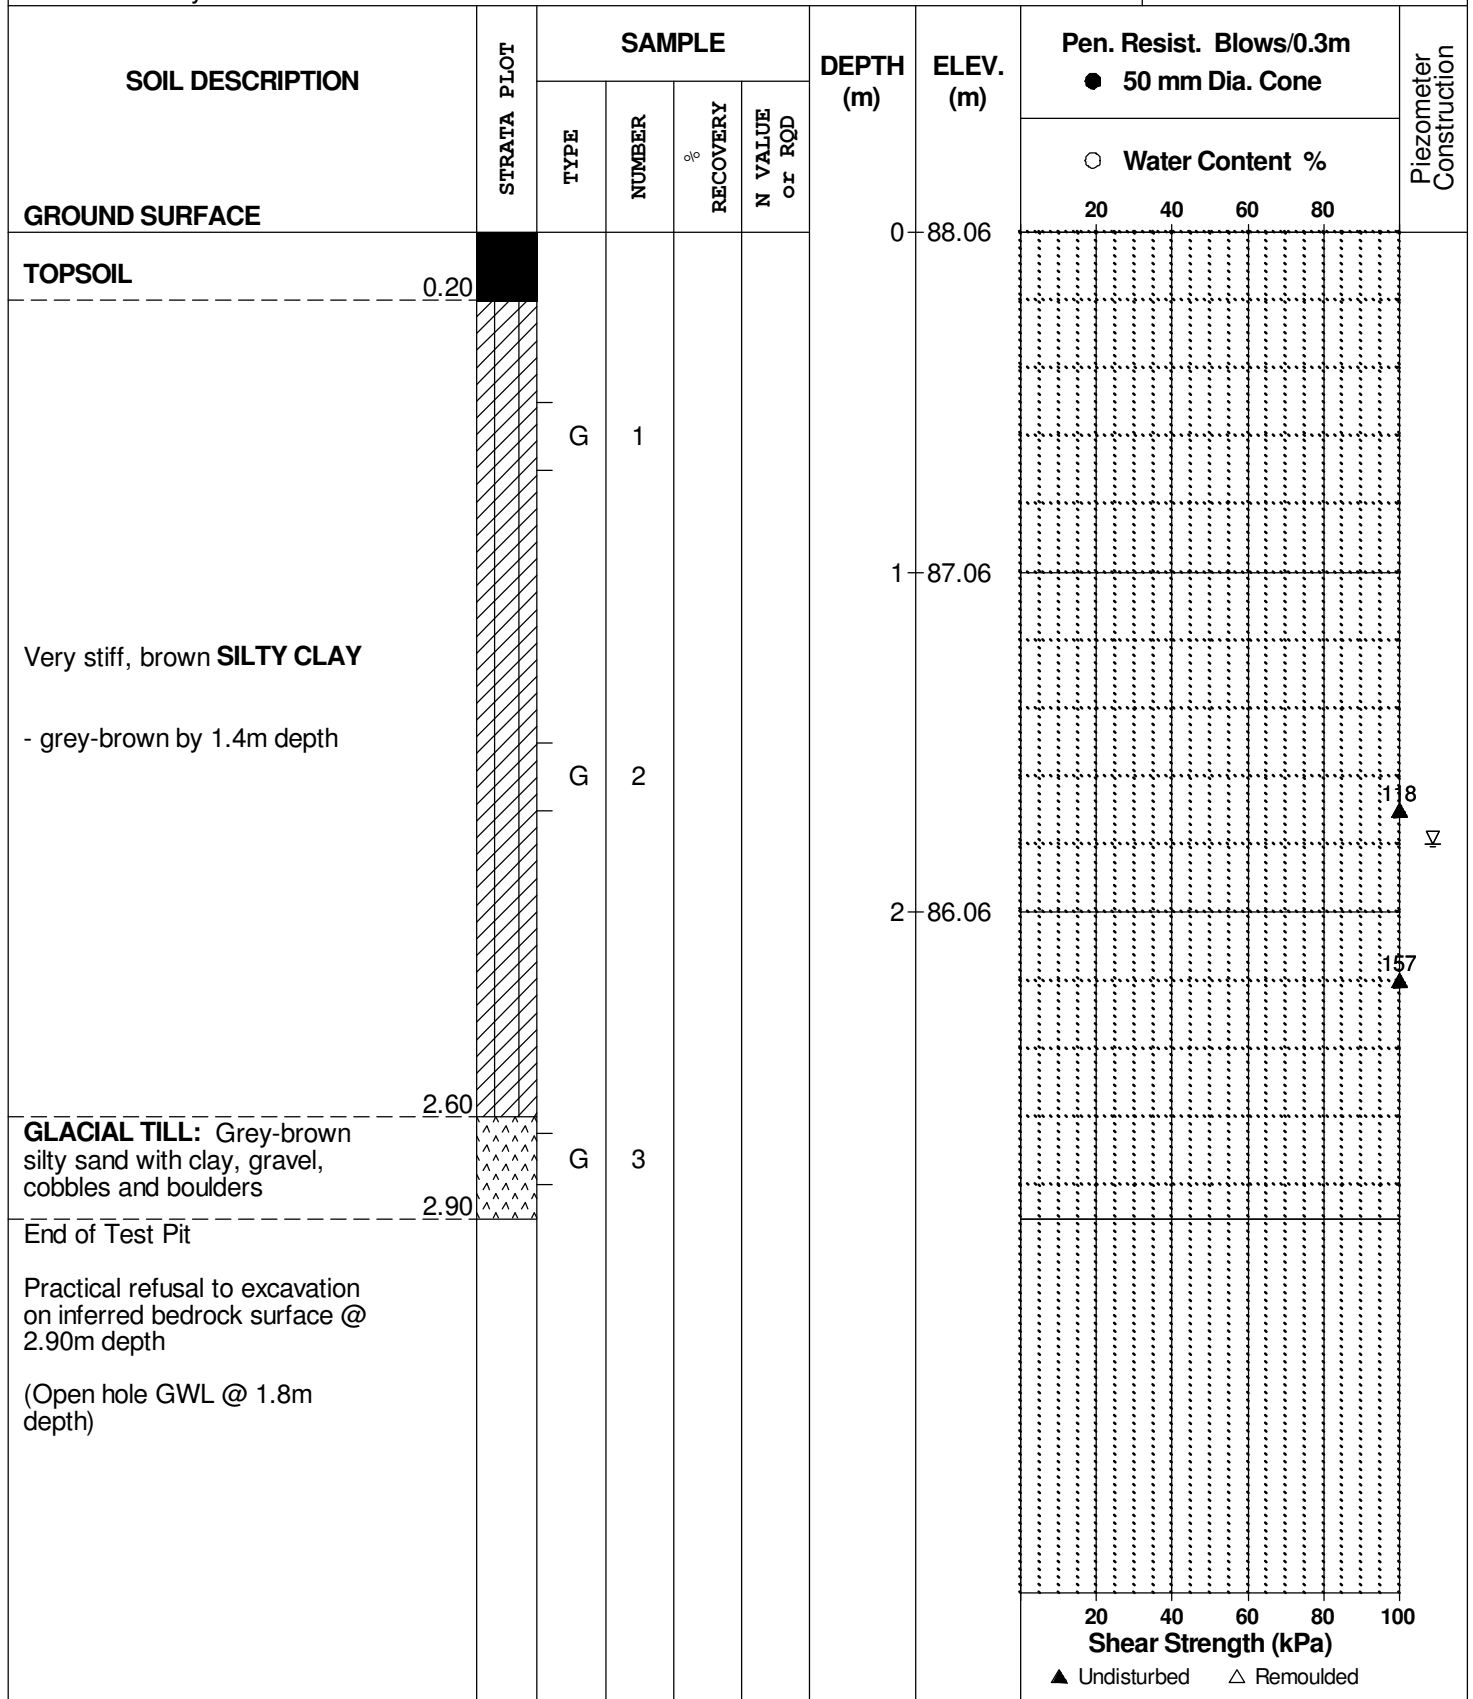 SOIL DESCRIPTION
GROUND SURFACE
STRATA PLOT
SAMPLE
TYPE
NUMBER
%
RECOVERY
N VALUE
or RQD
DEPTH
(m)
ELEV.
(m)
Pen. Resist. Blows/0.3m
● 50 mm Dia. Cone
○ Water Content %
20 40 60 80
Piezometer
Construction
0 88.06
TOPSOIL
0.20
G 1
1 87.06
Very stiff, brown SILTY CLAY
- grey-brown by 1.4m depth
G 2
118
2 86.06
157
2.60
GLACIAL TILL: Grey-brown
silty sand with clay, gravel,
cobbles and boulders
G 3
2.90
End of Test Pit
Practical refusal to excavation
on inferred bedrock surface @
2.90m depth
(Open hole GWL @ 1.8m
depth)
20 40 60 80 100
Shear Strength (kPa)
▲ Undisturbed △ Remoulded